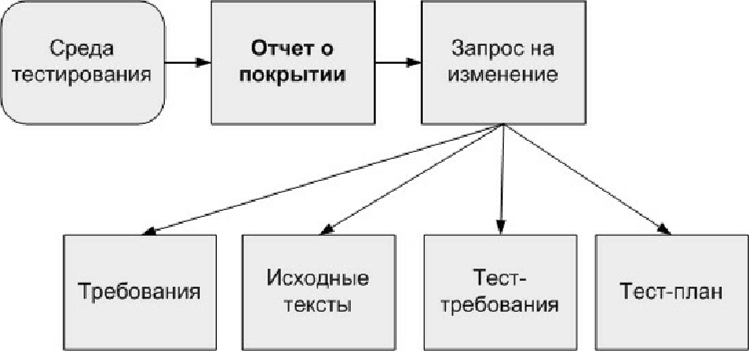 Среда
тестирования
Отчет о
покрытии
Запрос на
изменение
Требования
Исходные
тексты
Тест-
требования
Тест-план